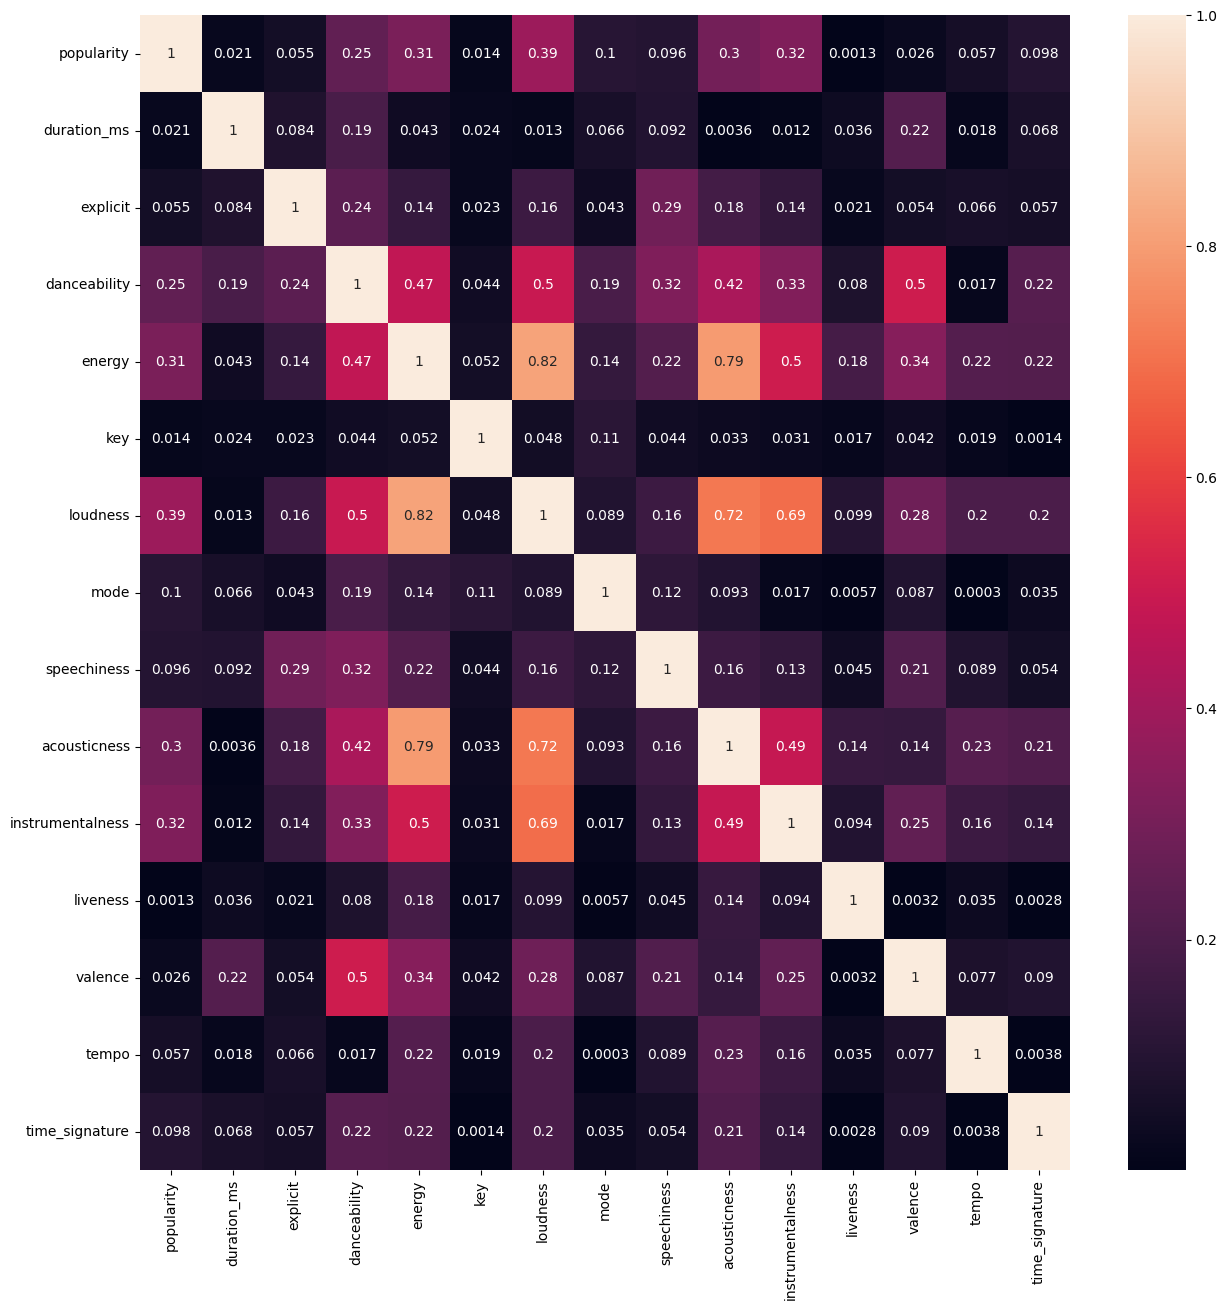 popularity 1 0.021 0.055 0.25 0.31 0.014 0.39 0.1 0.096 0.3 0.32 0.0013 0.026 0.057 0.098
duration_ms 0.021 1 0.084 0.19 0.043 0.024 0.013 0.066 0.092 0.0036 0.012 0.036 0.22 0.018 0.068
explicit 0.055 0.084 1 0.24 0.14 0.023 0.16 0.043 0.29 0.18 0.14 0.021 0.054 0.066 0.057
danceability 0.25 0.19 0.24 1 0.47 0.044 0.5 0.19 0.32 0.42 0.33 0.08 0.5 0.017 0.22
energy 0.31 0.043 0.14 0.47 1 0.052 0.82 0.14 0.22 0.79 0.5 0.18 0.34 0.22 0.22
key 0.014 0.024 0.023 0.044 0.052 1 0.048 0.11 0.044 0.033 0.031 0.017 0.042 0.019 0.0014
loudness 0.39 0.013 0.16 0.5 0.82 0.048 1 0.089 0.16 0.72 0.69 0.099 0.28 0.2 0.2
mode 0.1 0.066 0.043 0.19 0.14 0.11 0.089 1 0.12 0.093 0.017 0.0057 0.087 0.0003 0.035
speechiness 0.096 0.092 0.29 0.32 0.22 0.044 0.16 0.12 1 0.16 0.13 0.045 0.21 0.089 0.054
acousticness 0.3 0.0036 0.18 0.42 0.79 0.033 0.72 0.093 0.16 1 0.49 0.14 0.14 0.23 0.21
instrumentalness 0.32 0.012 0.14 0.33 0.5 0.031 0.69 0.017 0.13 0.49 1 0.094 0.25 0.16 0.14
liveness 0.0013 0.036 0.021 0.08 0.18 0.017 0.099 0.0057 0.045 0.14 0.094 1 0.0032 0.035 0.0028
valence 0.026 0.22 0.054 0.5 0.34 0.042 0.28 0.087 0.21 0.14 0.25 0.0032 1 0.077 0.09
tempo 0.057 0.018 0.066 0.017 0.22 0.019 0.2 0.0003 0.089 0.23 0.16 0.035 0.077 1 0.0038
time_signature 0.098 0.068 0.057 0.22 0.22 0.0014 0.2 0.035 0.054 0.21 0.14 0.0028 0.09 0.0038 1
popularity
duration_ms
explicit
danceability
energy
key
loudness
mode
speechiness
acousticness
instrumentalness
liveness
valence
tempo
time_signature
1.0
0.8
0.6
0.4
0.2